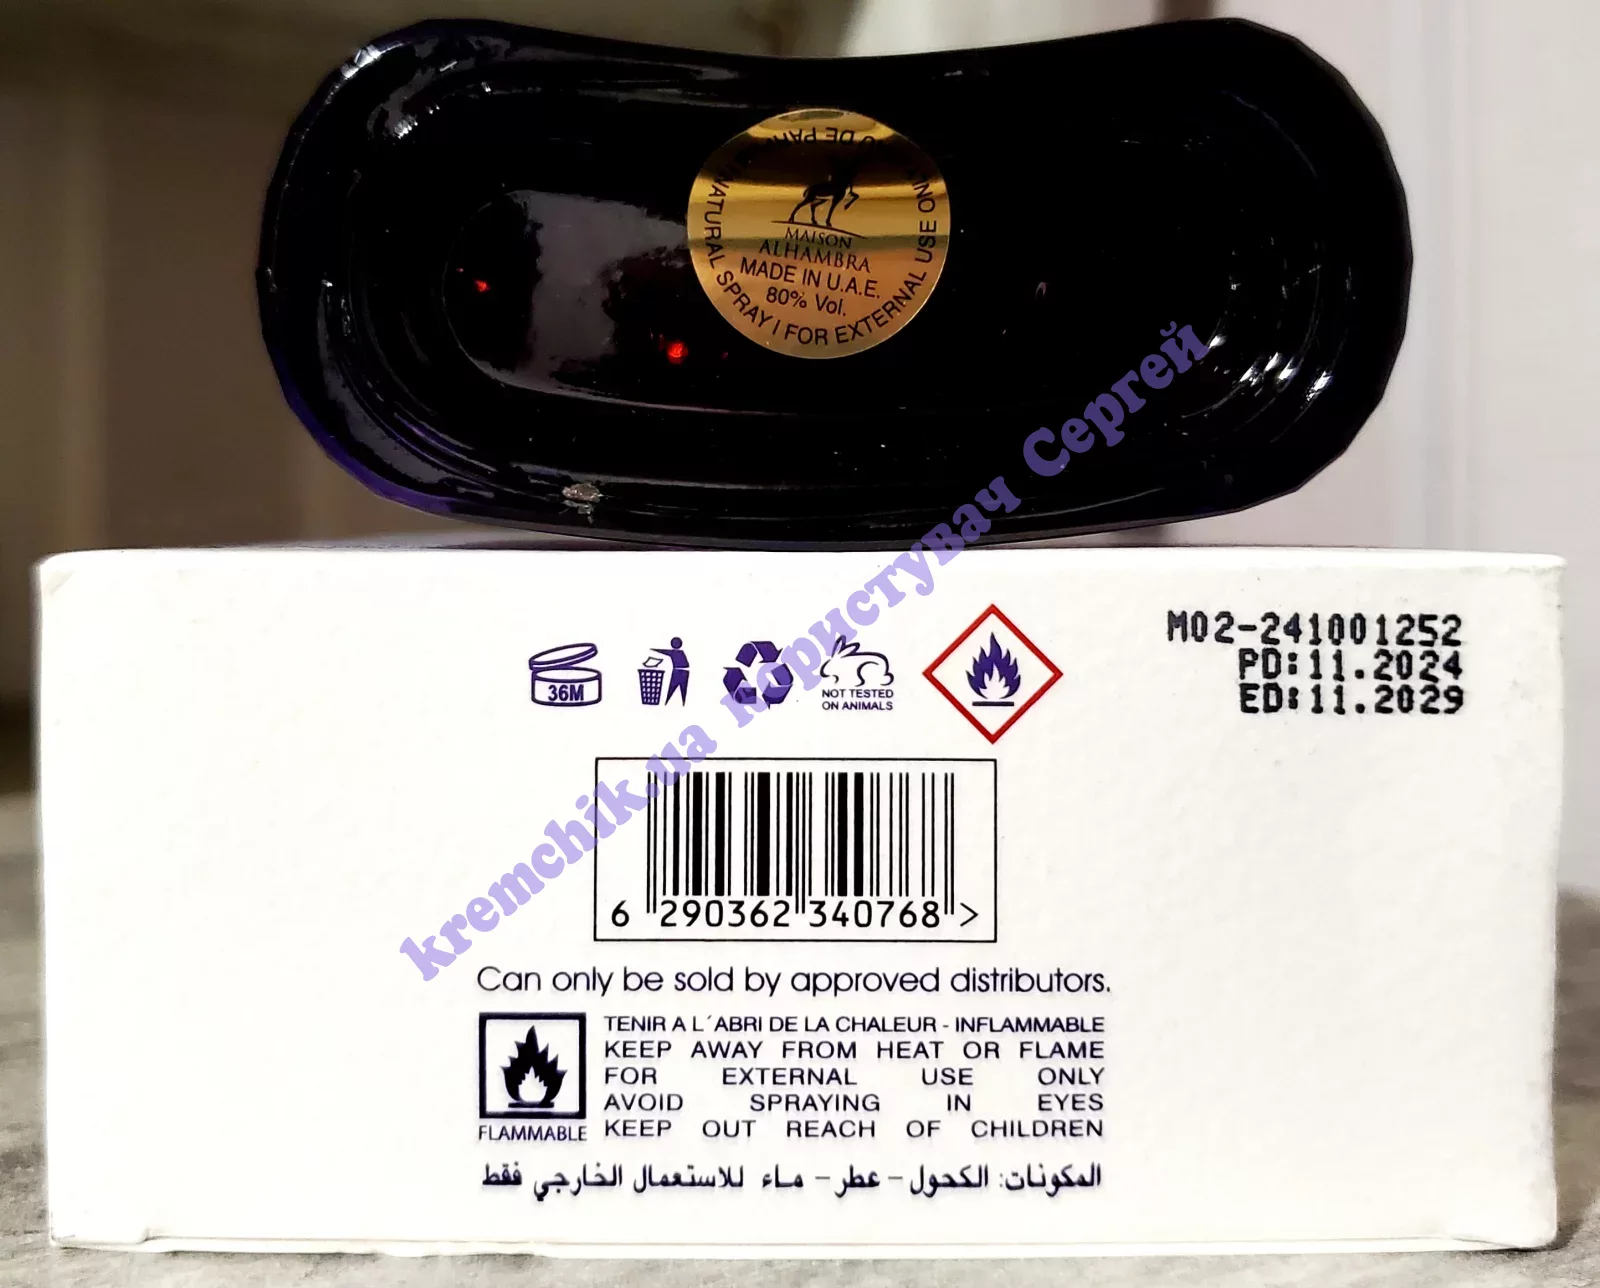 EAU DE PARFUM NATURAL SPRAY | FOR EXTERNAL USE ONLY
MAISON
ALHAMBRA
MADE IN U.A.E.
80% Vol.
kremchik.ua користувач Сергей
M02-241001252
PD:11.2024
ED:11.2029
36M
NOT TESTED
ON ANIMALS
6 290362 340768 >
Can only be sold by approved distributors.
FLAMMABLE
TENIR A L´ABRI DE LA CHALEUR - INFLAMMABLE
KEEP AWAY FROM HEAT OR FLAME
FOR EXTERNAL USE ONLY
AVOID SPRAYING IN EYES
KEEP OUT REACH OF CHILDREN
المكونات: الكحول - عطر - ماء للاستعمال الخارجي فقط